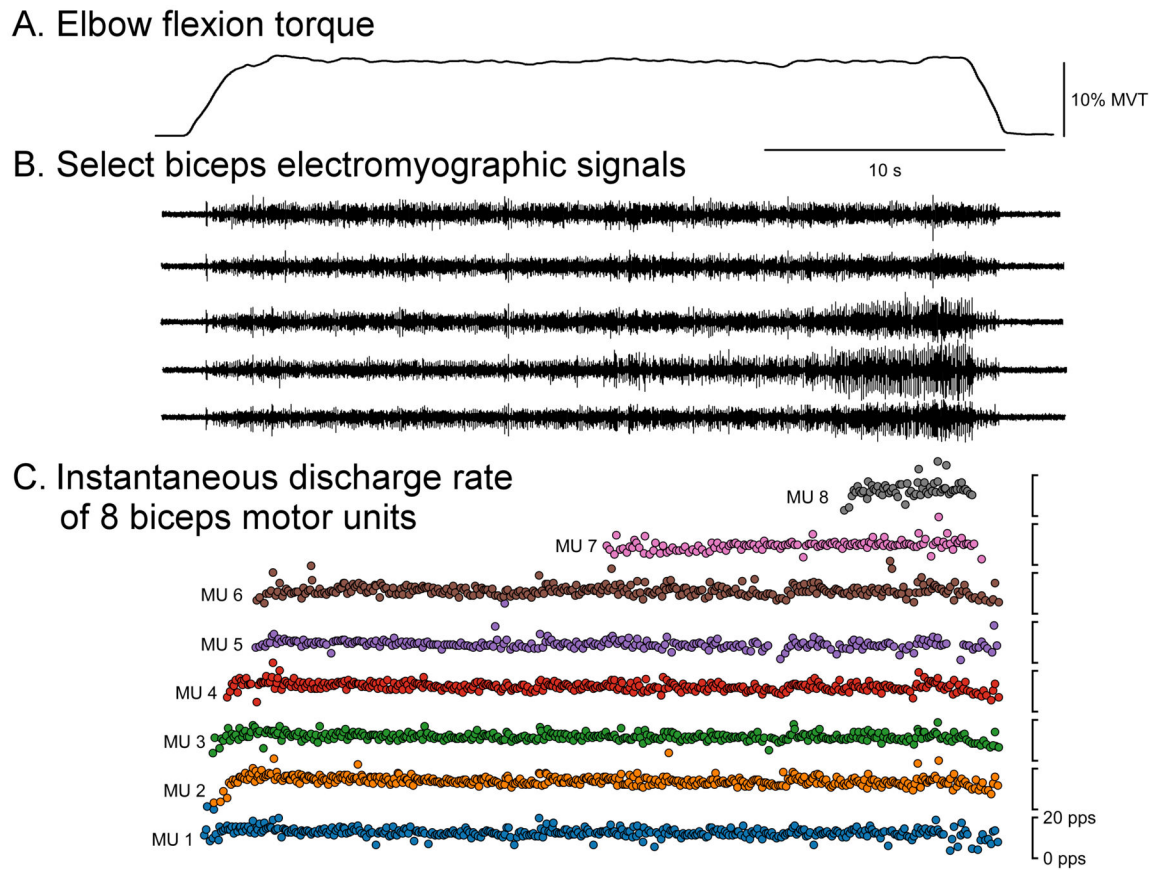 A. Elbow flexion torque
10% MVT
B. Select biceps electromyographic signals
10 s
C. Instantaneous discharge rate
of 8 biceps motor units
MU 8
MU 7
MU 6
MU 5
MU 4
MU 3
MU 2
20 pps
MU 1
0 pps